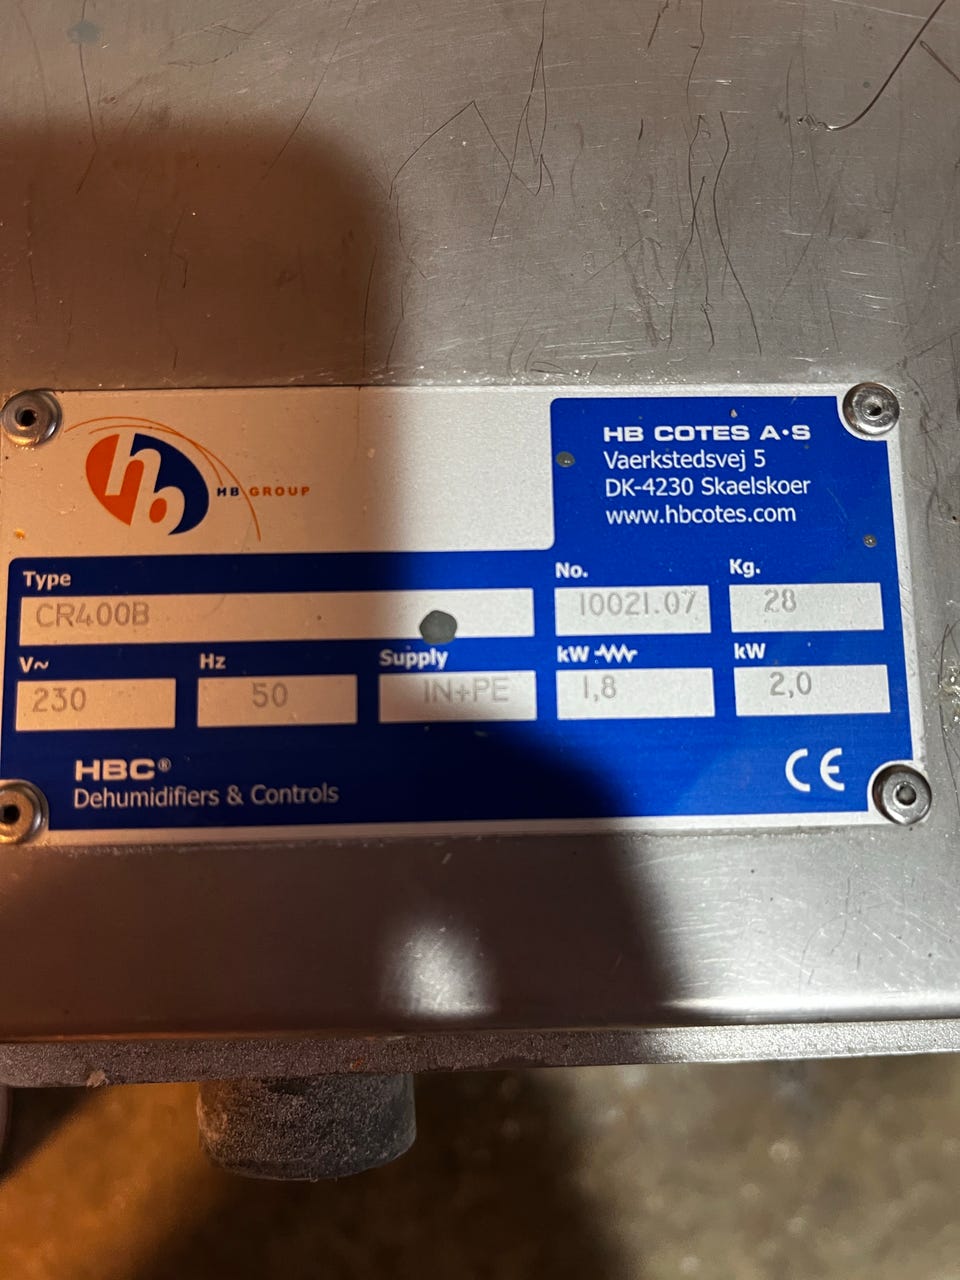 hb
HB GROUP
HB COTES A·S
Vaerkstedsvej 5
DK-4230 Skaelskoer
www.hbcotes.com
Type
CR400B
No.
10021.07
Kg.
28
V~
230
Hz
50
Supply
1N+PE
kW
1,8
kW
2,0
HBC®
Dehumidifiers & Controls
CE